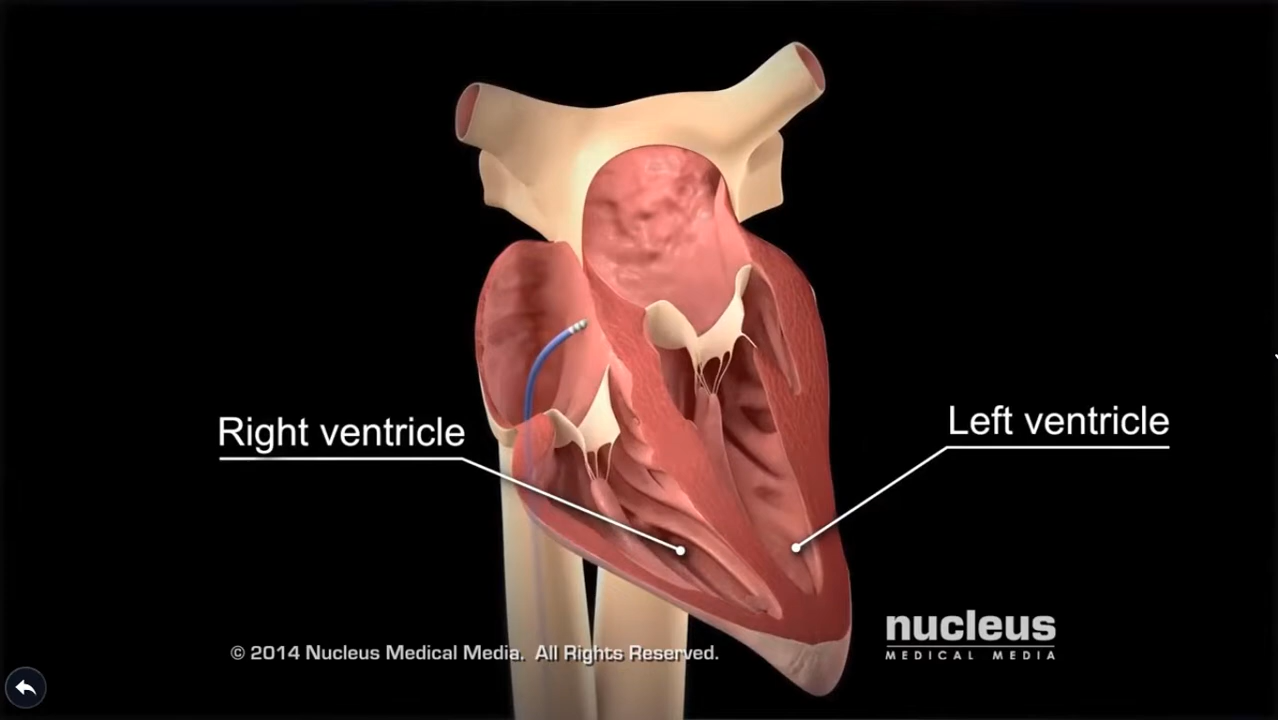 Right ventricle
Left ventricle
© 2014 Nucleus Medical Media. All Rights Reserved.
nucleus
MEDICAL MEDIA